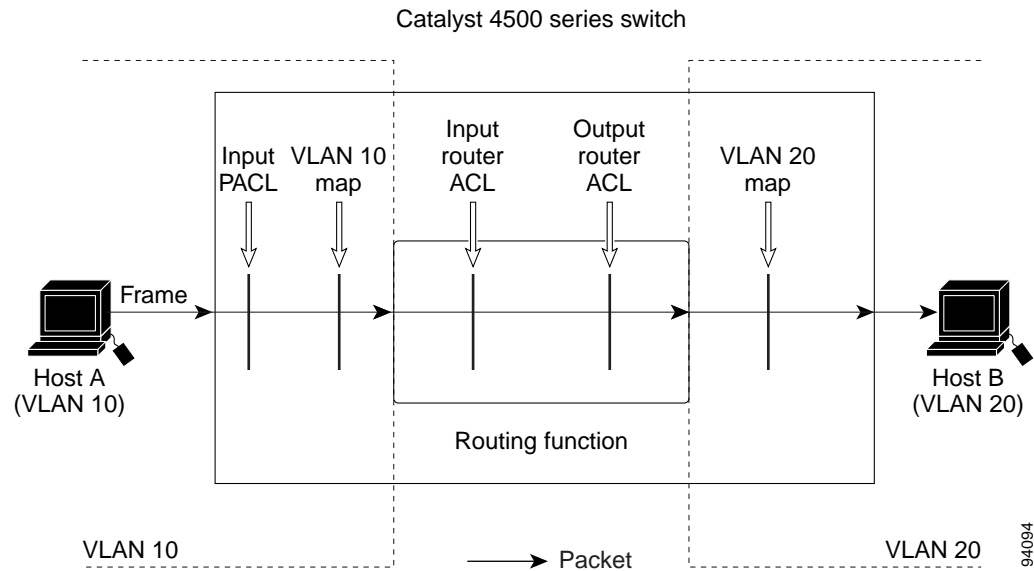 Catalyst 4500 series switch
Input
PACL
VLAN 10
map
Input
router
ACL
Output
router
ACL
VLAN 20
map
Frame
Host A
(VLAN 10)
Host B
(VLAN 20)
Routing function
VLAN 10
Packet
VLAN 20
94094